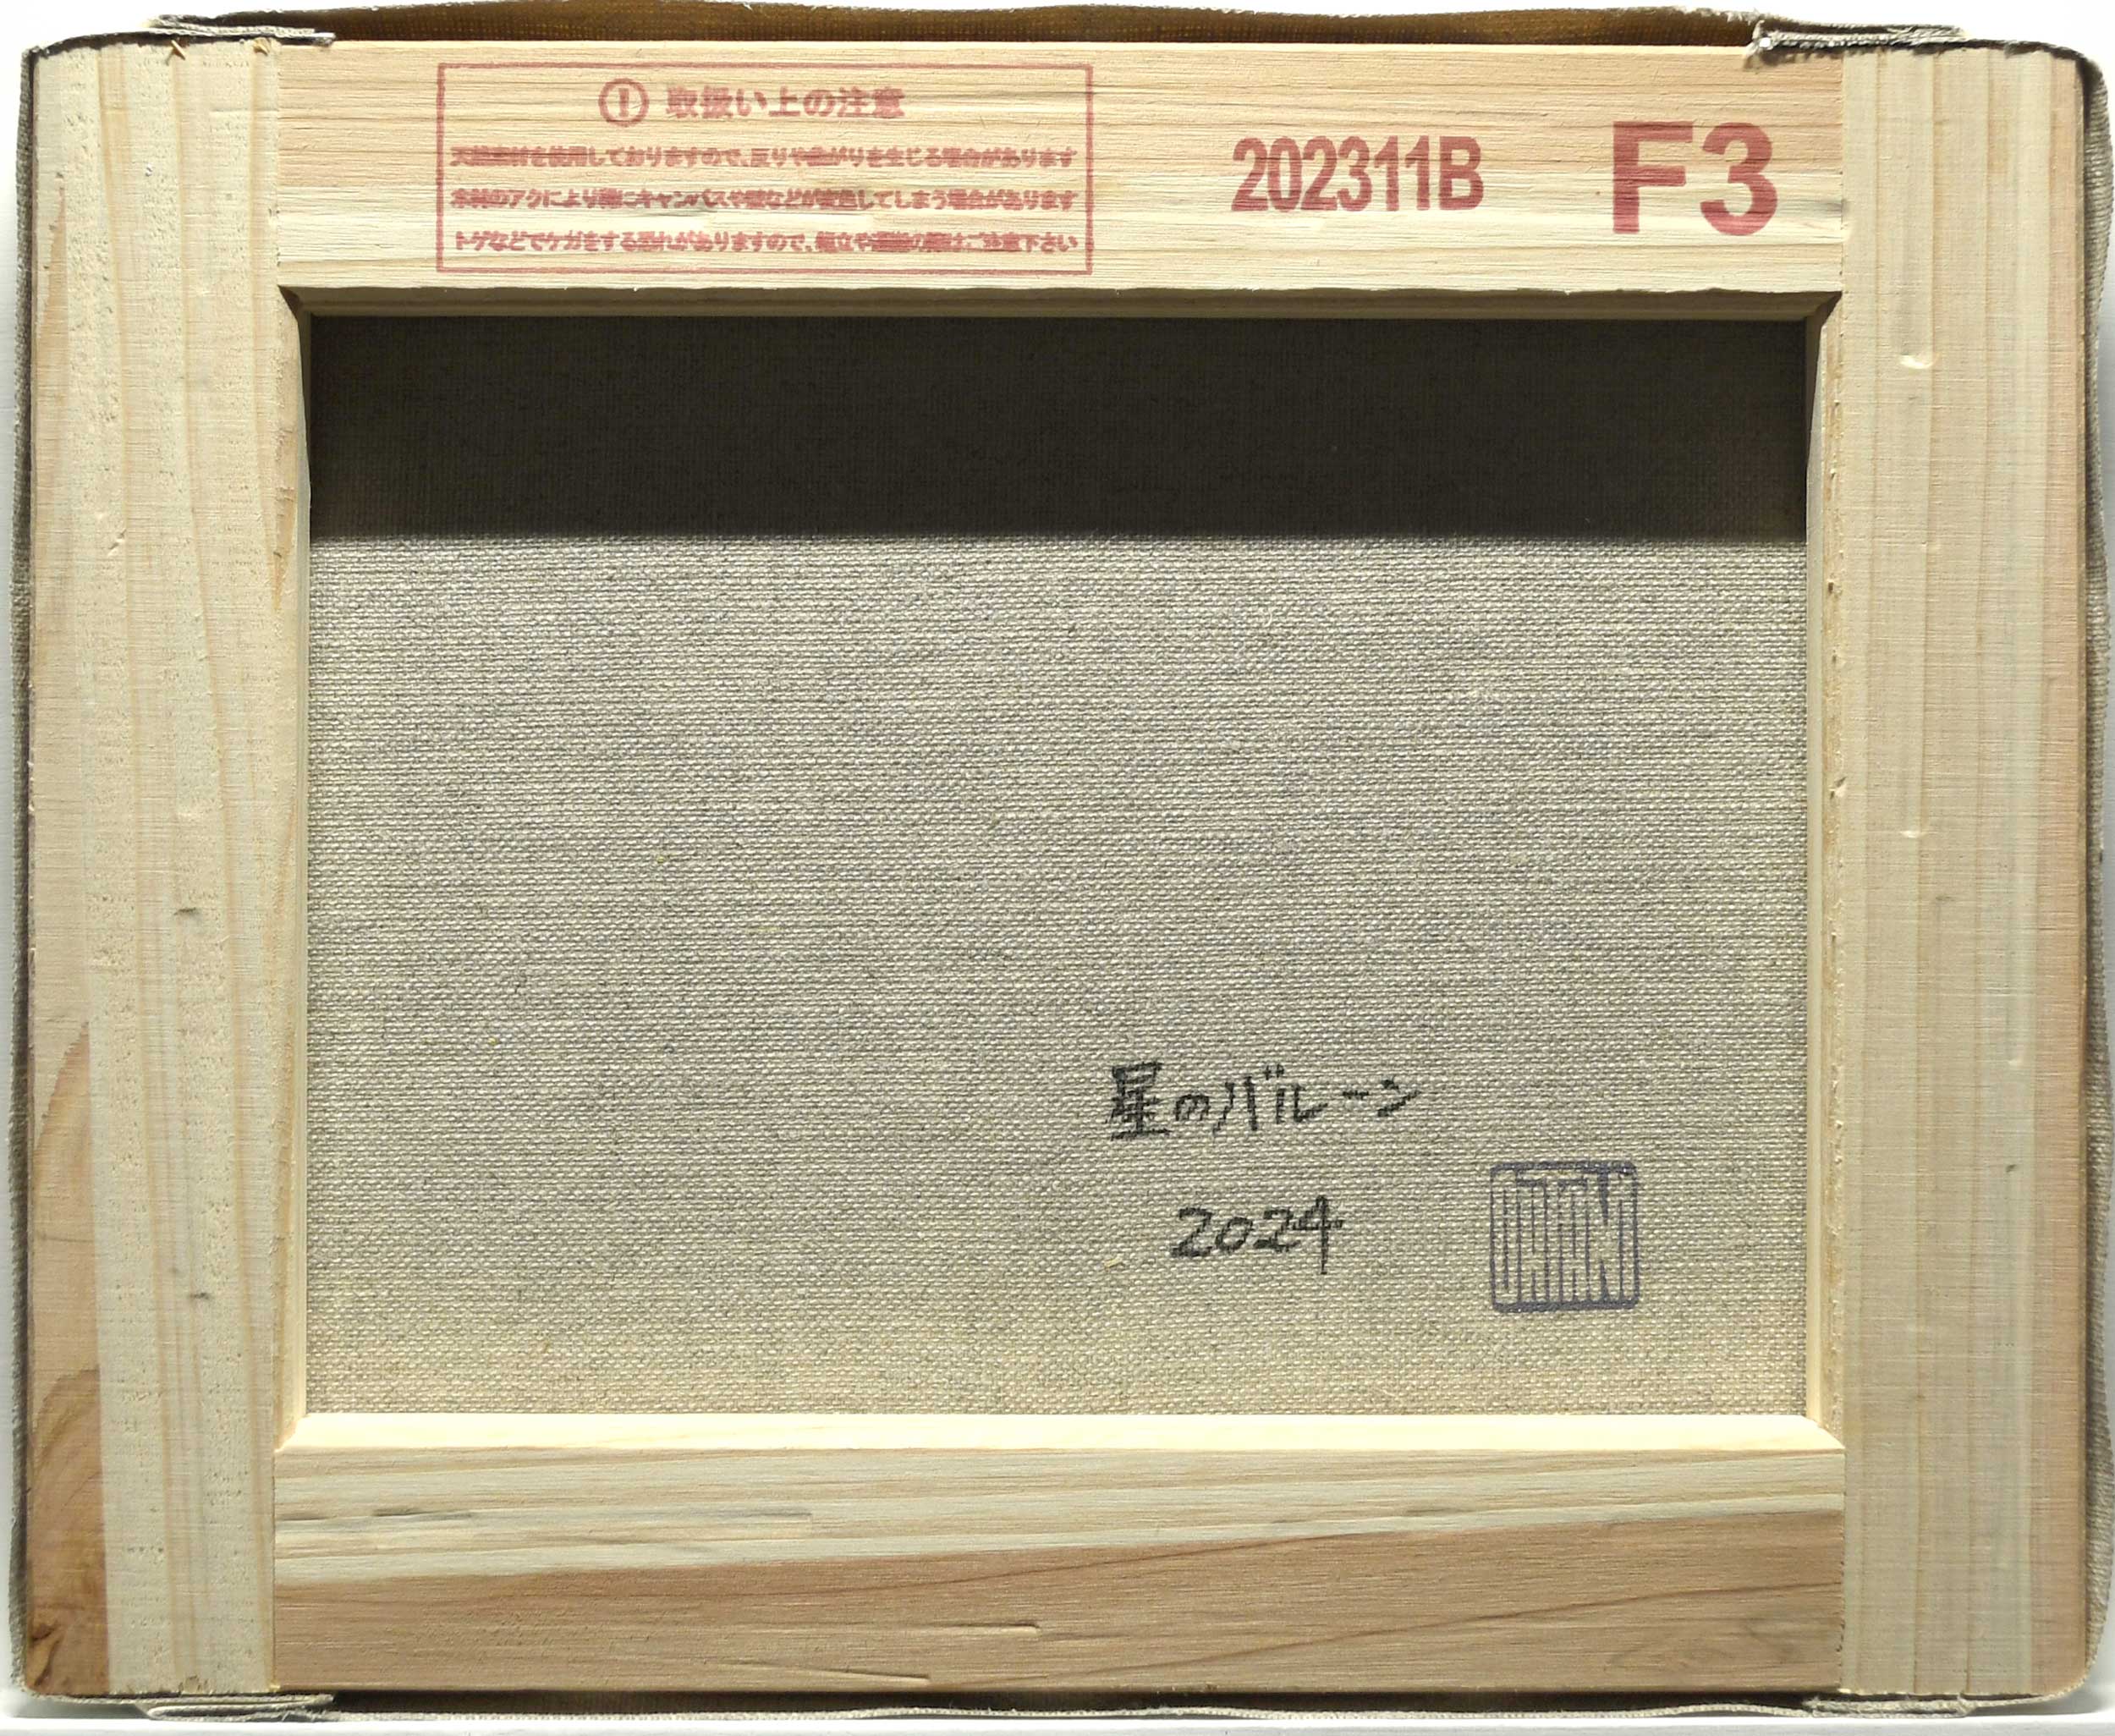 ! 取扱い上の注意
天然素材を使用しておりますので、反りや曲がりを生じる場合があります
木材のアクにより稀にキャンバスや壁などが変色してしまう場合があります
トゲなどでケガをする恐れがありますので、組立や運搬の際はご注意下さい
202311B
F3
星のバルーン
2024